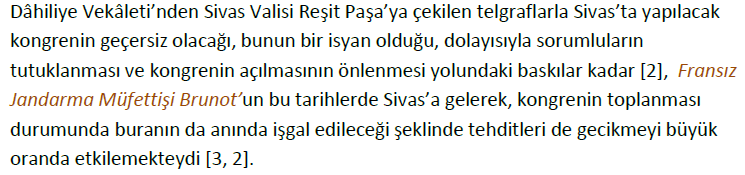 Dâhiliye Vekâleti’nden Sivas Valisi Reşit Paşa’ya çekilen telgraflarla Sivas’ta yapılacak
kongrenin geçersiz olacağı, bunun bir isyan olduğu, dolayısıyla sorumluların
tutuklanması ve kongrenin açılmasının önlenmesi yolundaki baskılar kadar [2], Fransız
Jandarma Müfettişi Brunot’un bu tarihlerde Sivas’a gelerek, kongrenin toplanması
durumunda buranın da anında işgal edileceği şeklinde tehditleri de gecikmeyi büyük
oranda etkilemekteydi [3, 2].